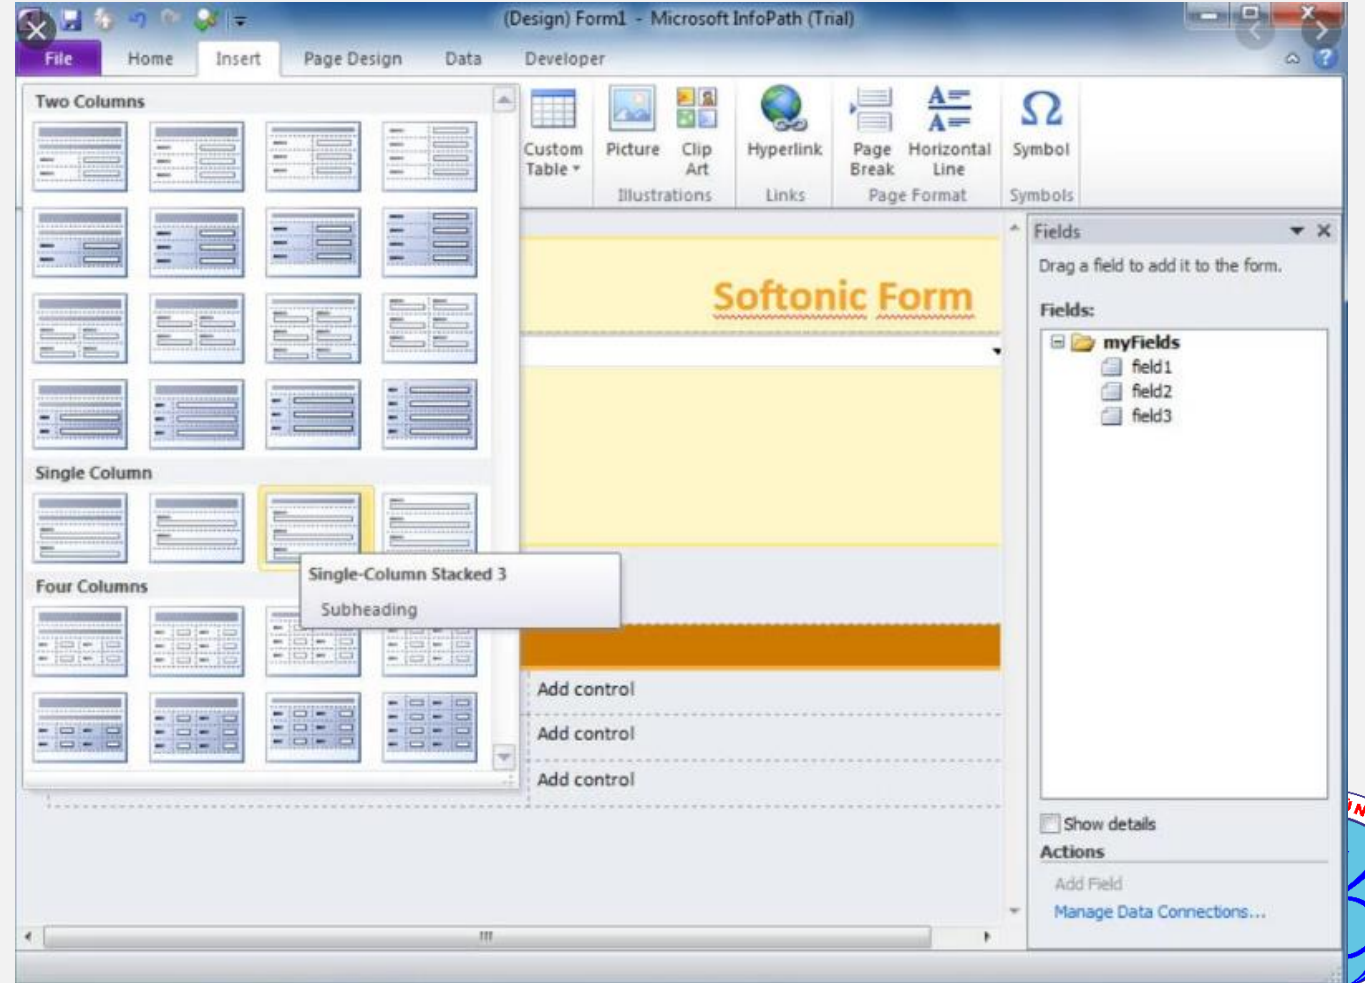 (Design) Form1 - Microsoft InfoPath (Trial)
File Home Insert Page Design Data Developer
Two Columns
Custom Table
Picture
Clip Art
Hyperlink
Page Break
Horizontal Line
Symbol
Illustrations
Links
Page Format
Symbols
Softonic Form
Single Column
Single-Column Stacked 3
Subheading
Four Columns
Add control
Add control
Add control
Fields
Drag a field to add it to the form.
Fields:
myFields
field1
field2
field3
Show details
Actions
Add Field
Manage Data Connections...